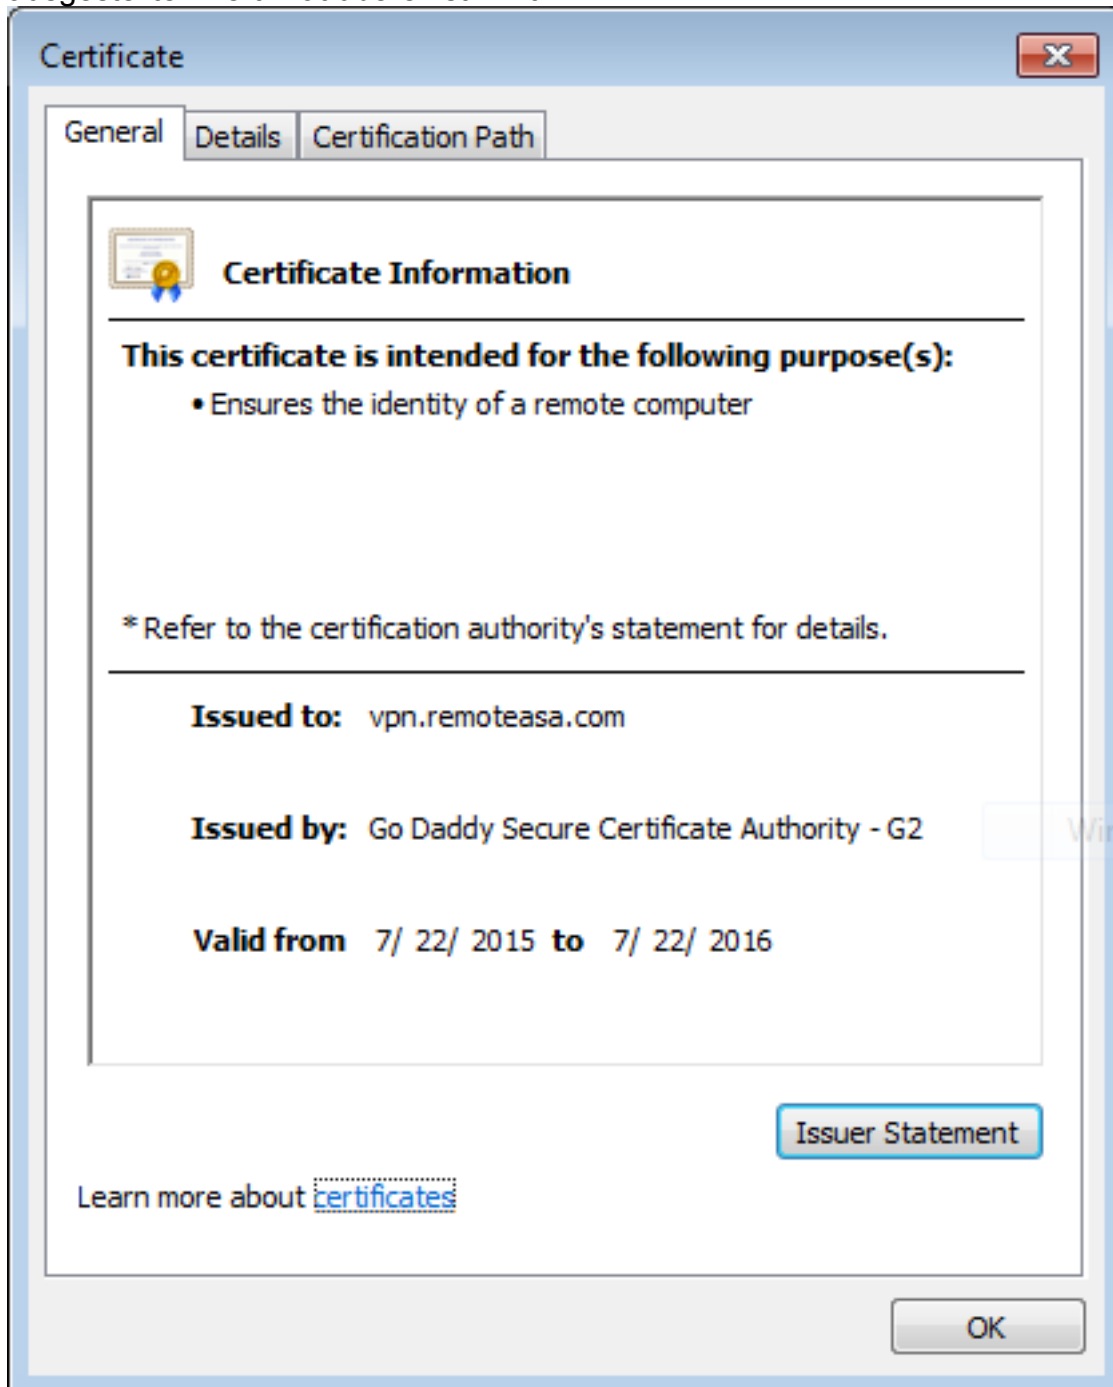 Certificate
General Details Certification Path
Certificate Information
This certificate is intended for the following purpose(s):
• Ensures the identity of a remote computer
* Refer to the certification authority's statement for details.
Issued to: vpn.remoteasa.com
Issued by: Go Daddy Secure Certificate Authority - G2
Valid from 7/ 22/ 2015 to 7/ 22/ 2016
Issuer Statement
Learn more about certificates
OK